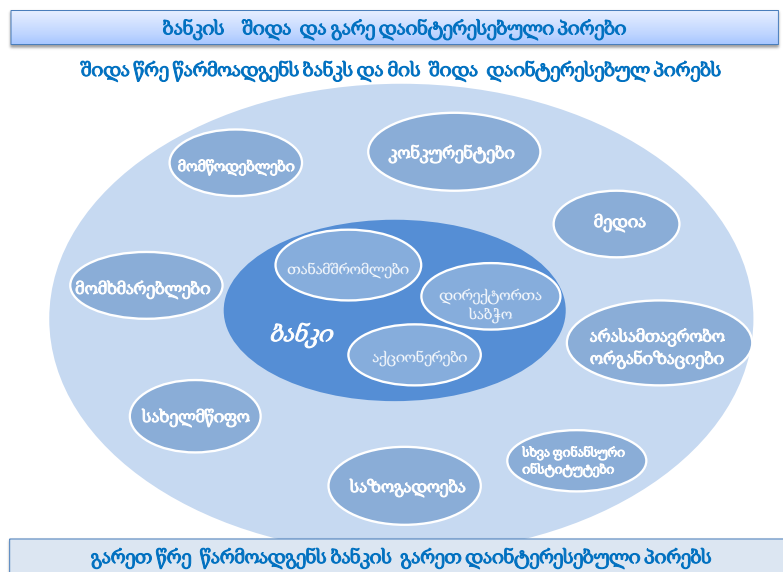 ბანკის შიდა და გარე დაინტერესებული პირები
შიდა წრე წარმოადგენს ბანკს და მის შიდა დაინტერესებულ პირებს
კონკურენტები
მომწოდებლები
მედია
თანამშრომლები
მომხმარებლები
დირექტორთა
საბჭო
ბანკი
არასამთავრობო
ორგანიზაციები
აქციონერები
სახელმწიფო
სხვა ფინანსური
ინსტიტუტები
საზოგადოება
გარეთ წრე წარმოადგენს ბანკის გარეთ დაინტერესებული პირებს